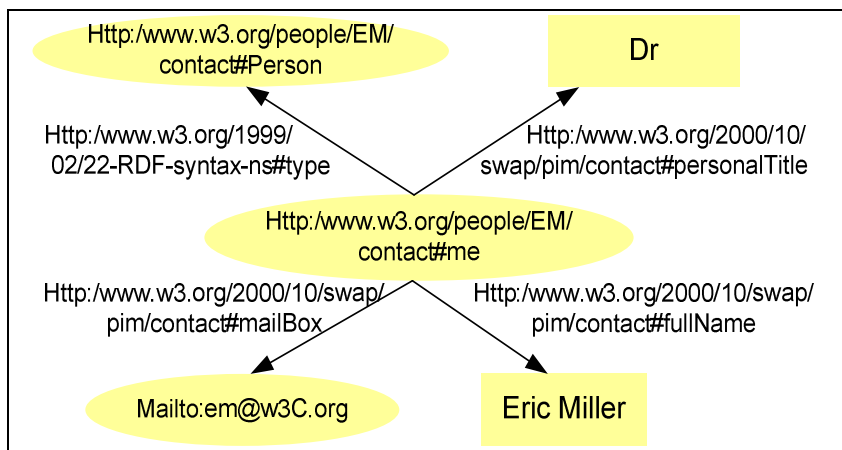 Http:/www.w3.org/people/EM/
contact#Person
Dr
Http:/www.w3.org/1999/
02/22-RDF-syntax-ns#type
Http:/www.w3.org/2000/10/
swap/pim/contact#personalTitle
Http:/www.w3.org/people/EM/
contact#me
Http:/www.w3.org/2000/10/swap/
pim/contact#mailBox
Http:/www.w3.org/2000/10/swap/
pim/contact#fullName
Mailto:em@w3C.org
Eric Miller